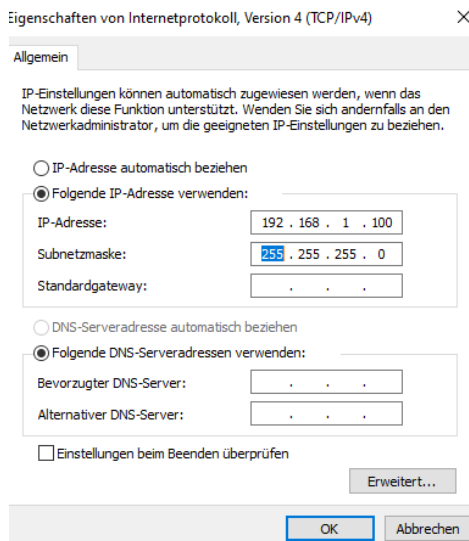 Eigenschaften von Internetprotokoll, Version 4 (TCP/IPv4)
Allgemein
IP-Einstellungen können automatisch zugewiesen werden, wenn das
Netzwerk diese Funktion unterstützt. Wenden Sie sich andernfalls an den
Netzwerkadministrator, um die geeigneten IP-Einstellungen zu beziehen.
IP-Adresse automatisch beziehen
Folgende IP-Adresse verwenden:
IP-Adresse: 192 . 168 . 1 . 100
Subnetzmaske: 255 . 255 . 255 . 0
Standardgateway: . . .
DNS-Serveradresse automatisch beziehen
Folgende DNS-Serveradressen verwenden:
Bevorzugter DNS-Server: . . .
Alternativer DNS-Server: . . .
Einstellungen beim Beenden überprüfen
Erweitert...
OK Abbrechen